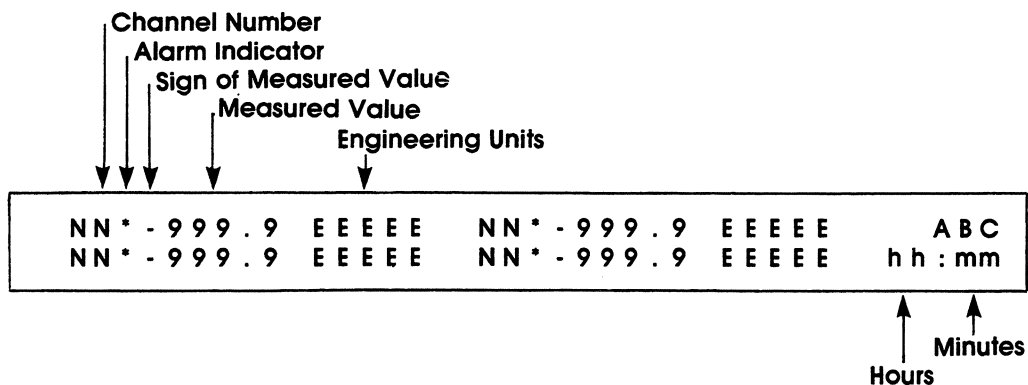 Channel Number
Alarm Indicator
Sign of Measured Value
Measured Value
Engineering Units
NN*-999.9 EEEEE NN*-999.9 EEEEE ABC
NN*-999.9 EEEEE NN*-999.9 EEEEE hh:mm
Minutes
Hours